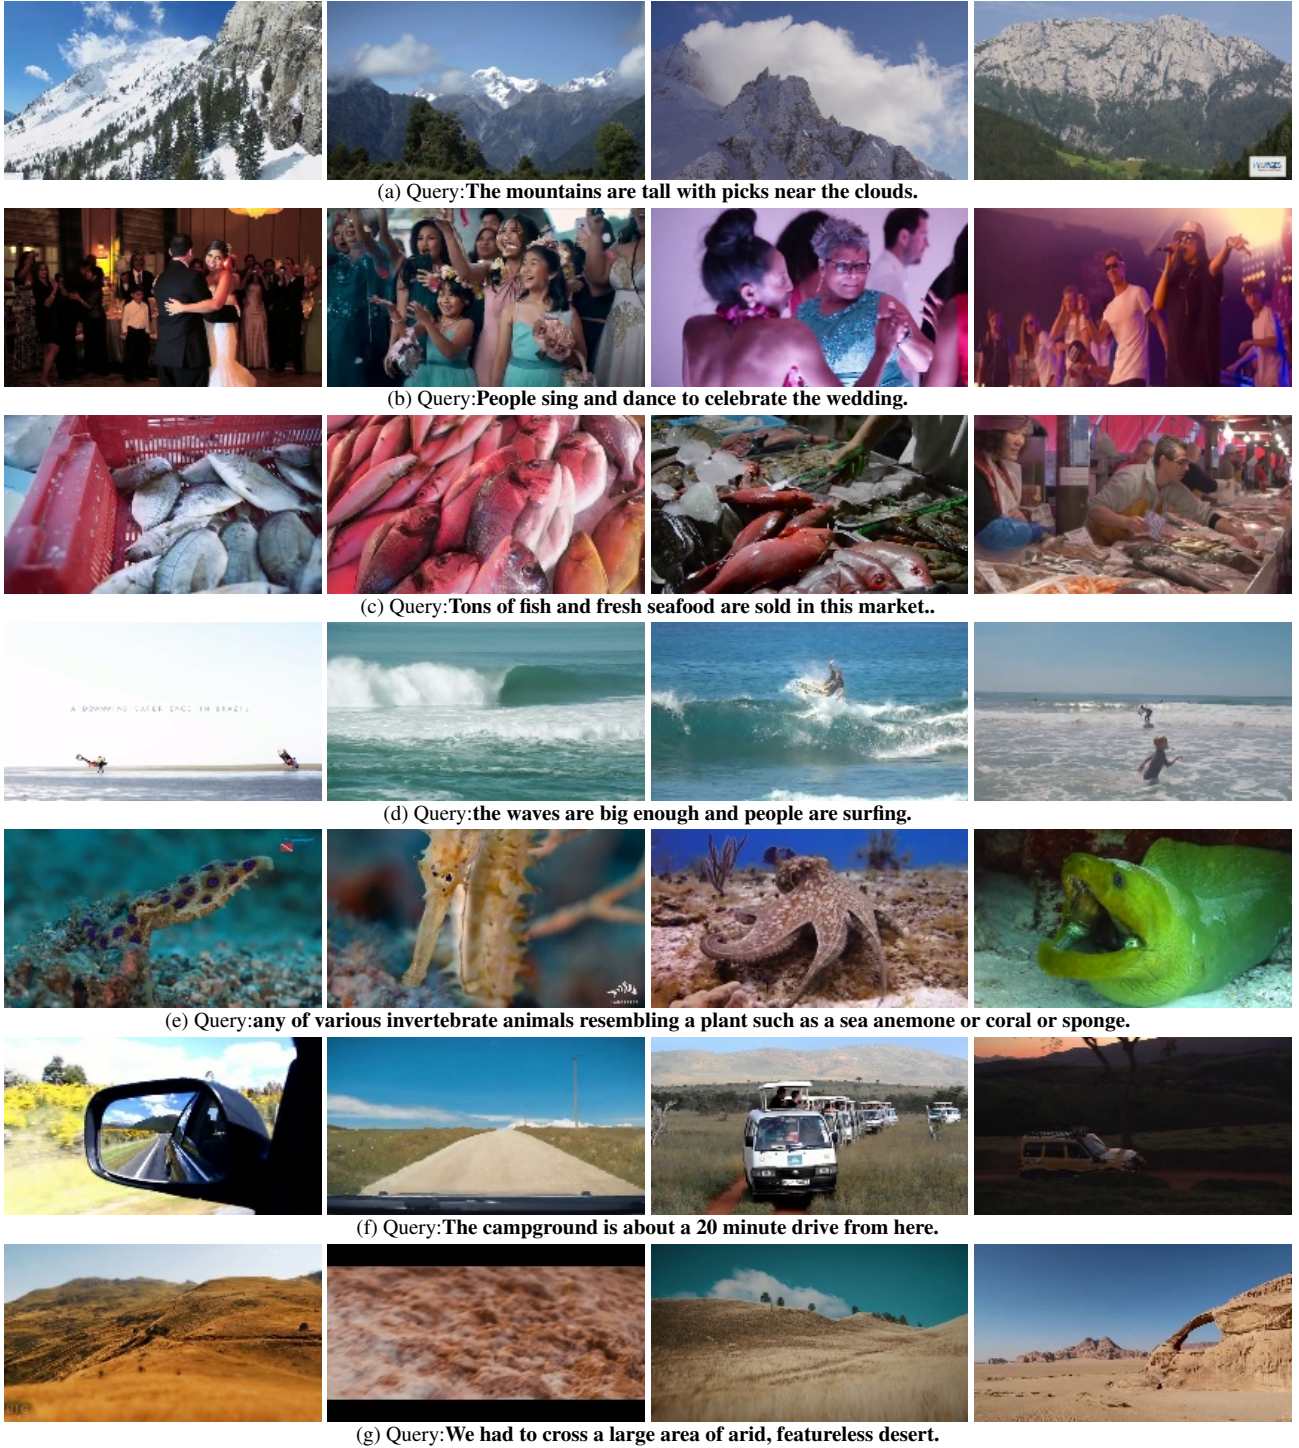 (a) Query:The mountains are tall with picks near the clouds.
(b) Query:People sing and dance to celebrate the wedding.
(c) Query:Tons of fish and fresh seafood are sold in this market..
A DOWNWIND EXPERIENCE IN BRAZIL
(d) Query:the waves are big enough and people are surfing.
(e) Query:any of various invertebrate animals resembling a plant such as a sea anemone or coral or sponge.
(f) Query:The campground is about a 20 minute drive from here.
(g) Query:We had to cross a large area of arid, featureless desert.